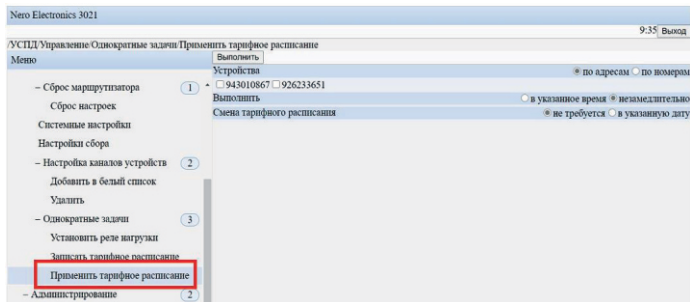 Nero Electronics 3021
9:35 Выход
/УСПД/Управление/Однократные задачи/Применить тарифное расписание
Меню
Выполнить
Устройства по адресам по номерам
943010867 926233651
Выполнить в указанное время незамедлительно
Смена тарифного расписания не требуется в указанную дату
– Сброс маршрутизатора 1
Сброс настроек
Системные настройки
Настройки сбора
– Настройка каналов устройств 2
Добавить в белый список
Удалить
– Однократные задачи 3
Установить реле нагрузки
Записать тарифное расписание
Применить тарифное расписание
– Администрирование 2